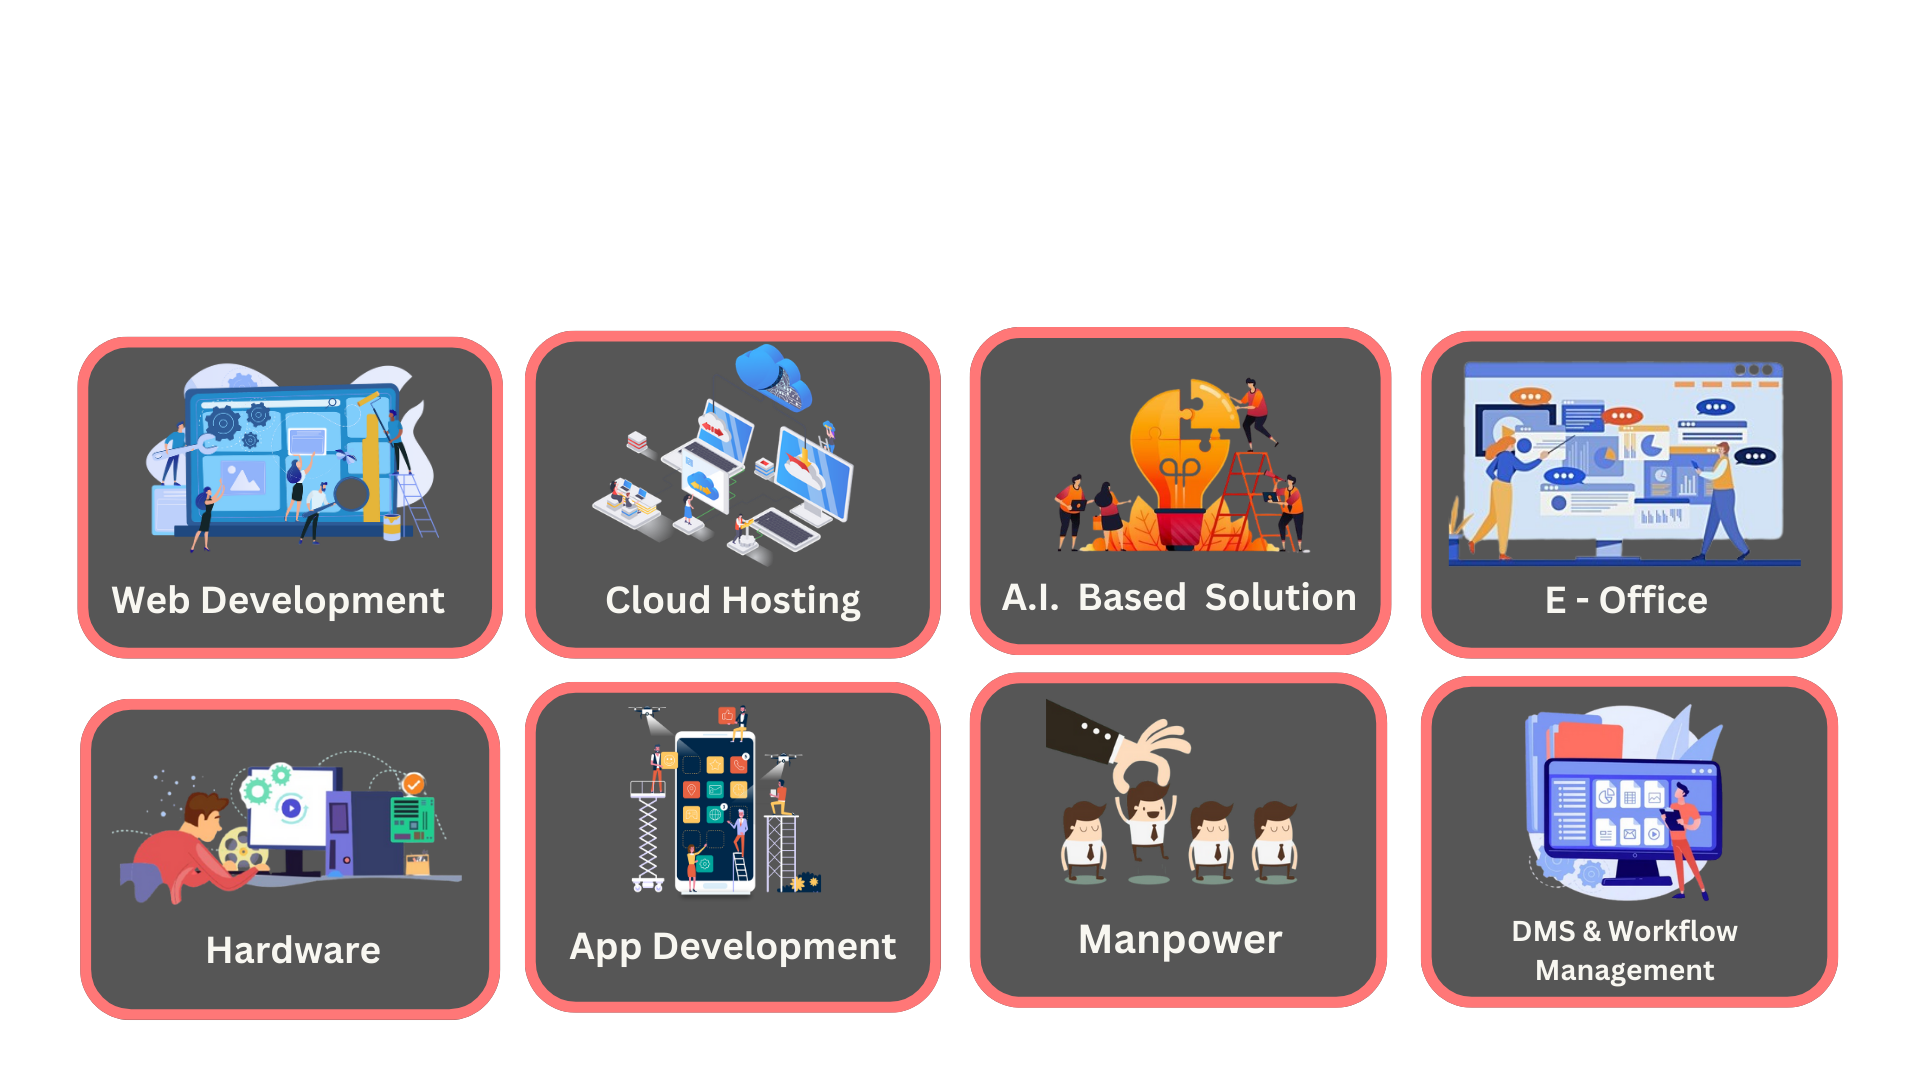 Web Development
Cloud Hosting
A.I. Based Solution
E - Office
Hardware
App Development
Manpower
DMS & Workflow
Management